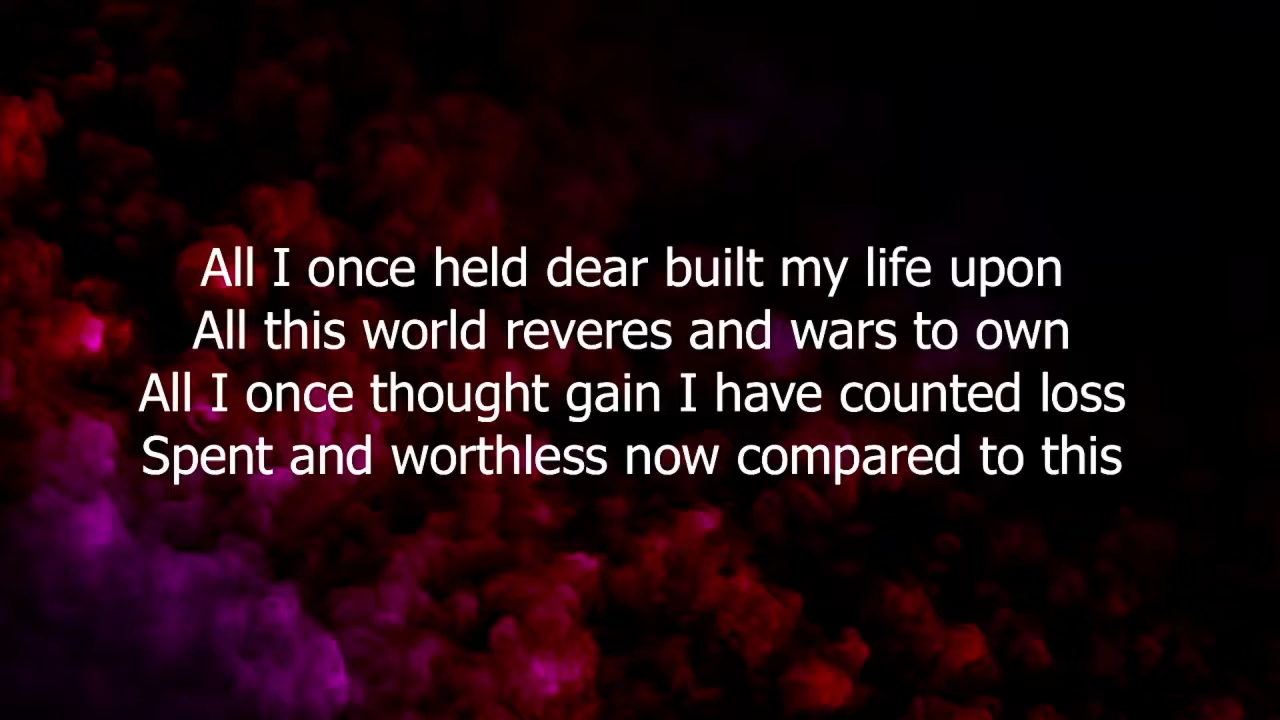 All I once held dear built my life upon
All this world reveres and wars to own
All I once thought gain I have counted loss
Spent and worthless now compared to this